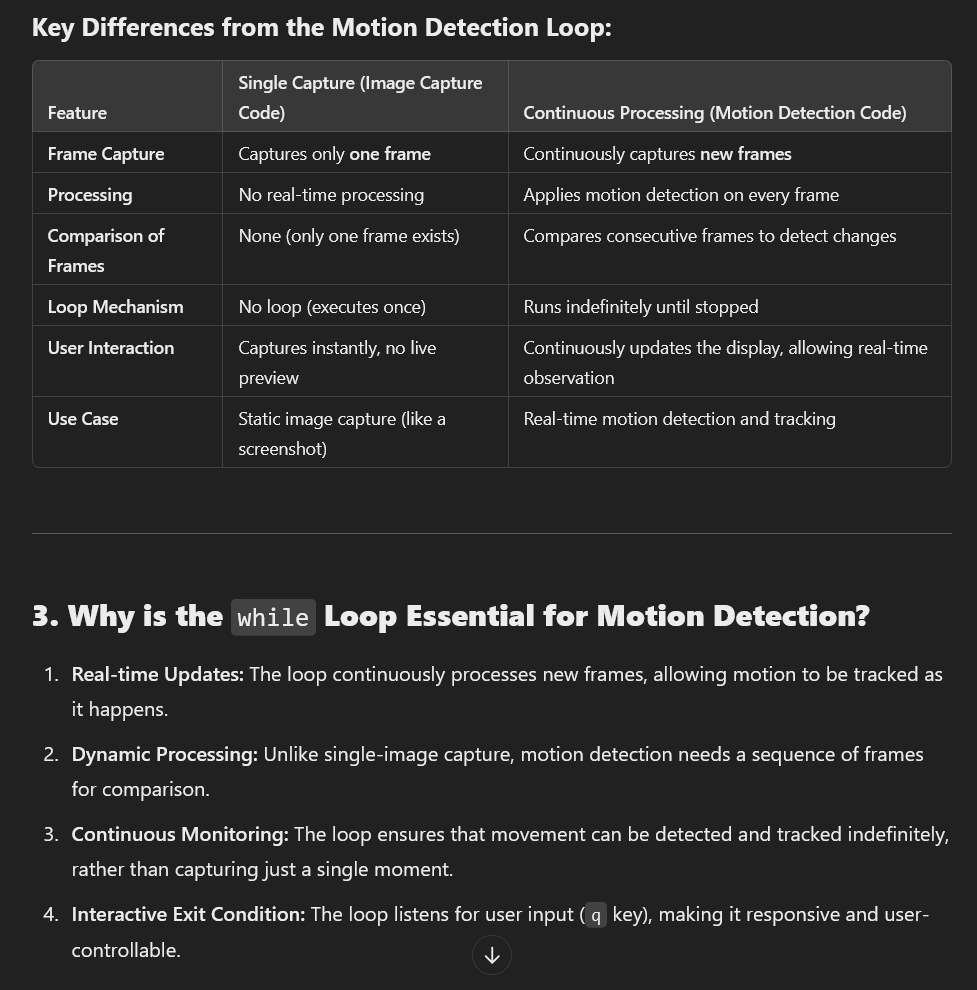 Key Differences from the Motion Detection Loop:
Feature
Single Capture (Image Capture
Code)
Continuous Processing (Motion Detection Code)
Frame Capture
Captures only one frame
Continuously captures new frames
Processing
No real-time processing
Applies motion detection on every frame
Comparison of
Frames
None (only one frame exists)
Compares consecutive frames to detect changes
Loop Mechanism
No loop (executes once)
Runs indefinitely until stopped
User Interaction
Captures instantly, no live
preview
Continuously updates the display, allowing real-time
observation
Use Case
Static image capture (like a
screenshot)
Real-time motion detection and tracking
3. Why is the while Loop Essential for Motion Detection?
1. Real-time Updates: The loop continuously processes new frames, allowing motion to be tracked as
it happens.
2. Dynamic Processing: Unlike single-image capture, motion detection needs a sequence of frames
for comparison.
3. Continuous Monitoring: The loop ensures that movement can be detected and tracked indefinitely,
rather than capturing just a single moment.
4. Interactive Exit Condition: The loop listens for user input (q key), making it responsive and user-
controllable.